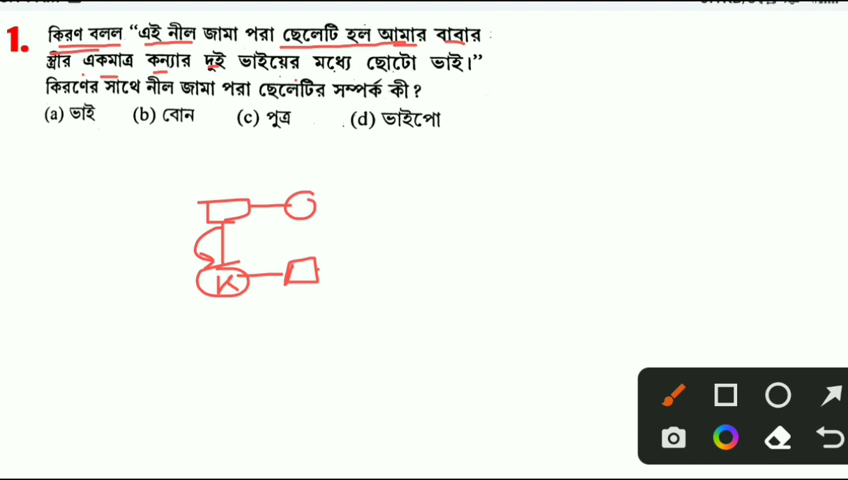 1. কিরণ বলল “এই নীল জামা পরা ছেলেটি হল আমার বাবার
স্ত্রীর একমাত্র কন্যার দুই ভাইয়ের মধ্যে ছোটো ভাই।”
কিরণের সাথে নীল জামা পরা ছেলেটির সম্পর্ক কী?
(a) ভাই (b) বোন (c) পুত্র (d) ভাইপো
K